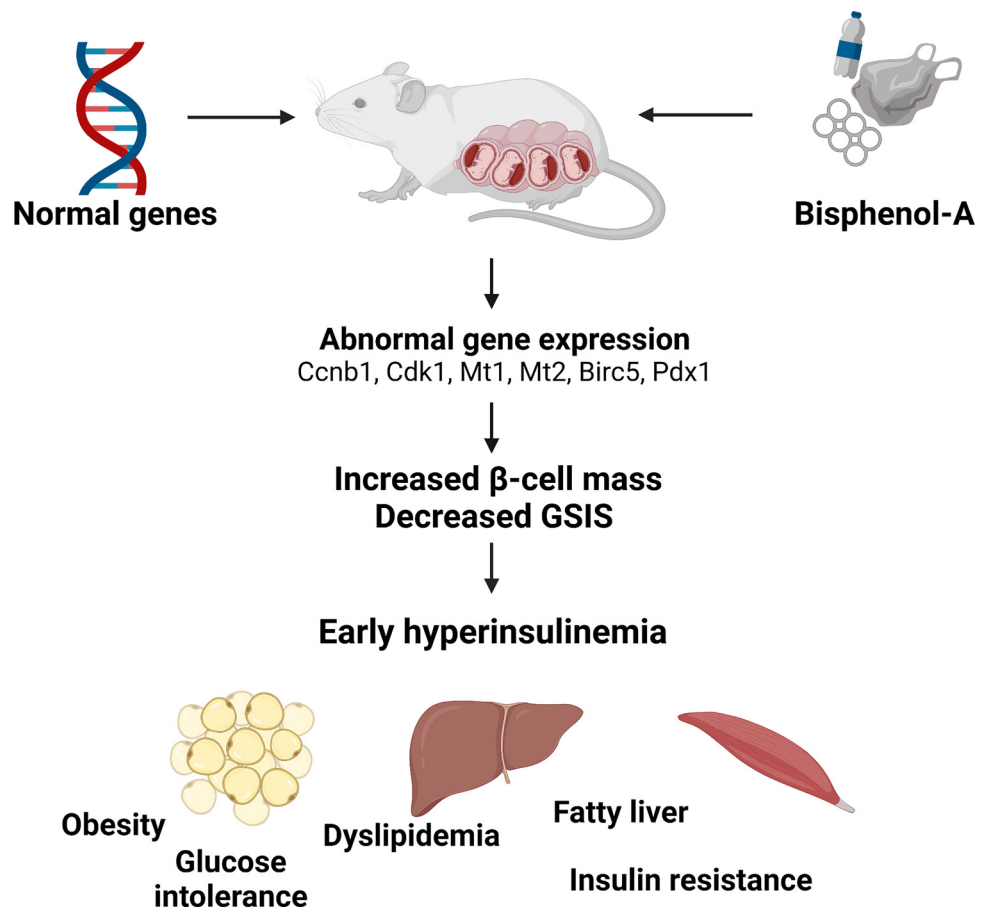 Normal genes
Bisphenol-A
Abnormal gene expression
Ccnb1, Cdk1, Mt1, Mt2, Birc5, Pdx1
Increased β-cell mass
Decreased GSIS
Early hyperinsulinemia
Obesity
Glucose
intolerance
Dyslipidemia
Fatty liver
Insulin resistance